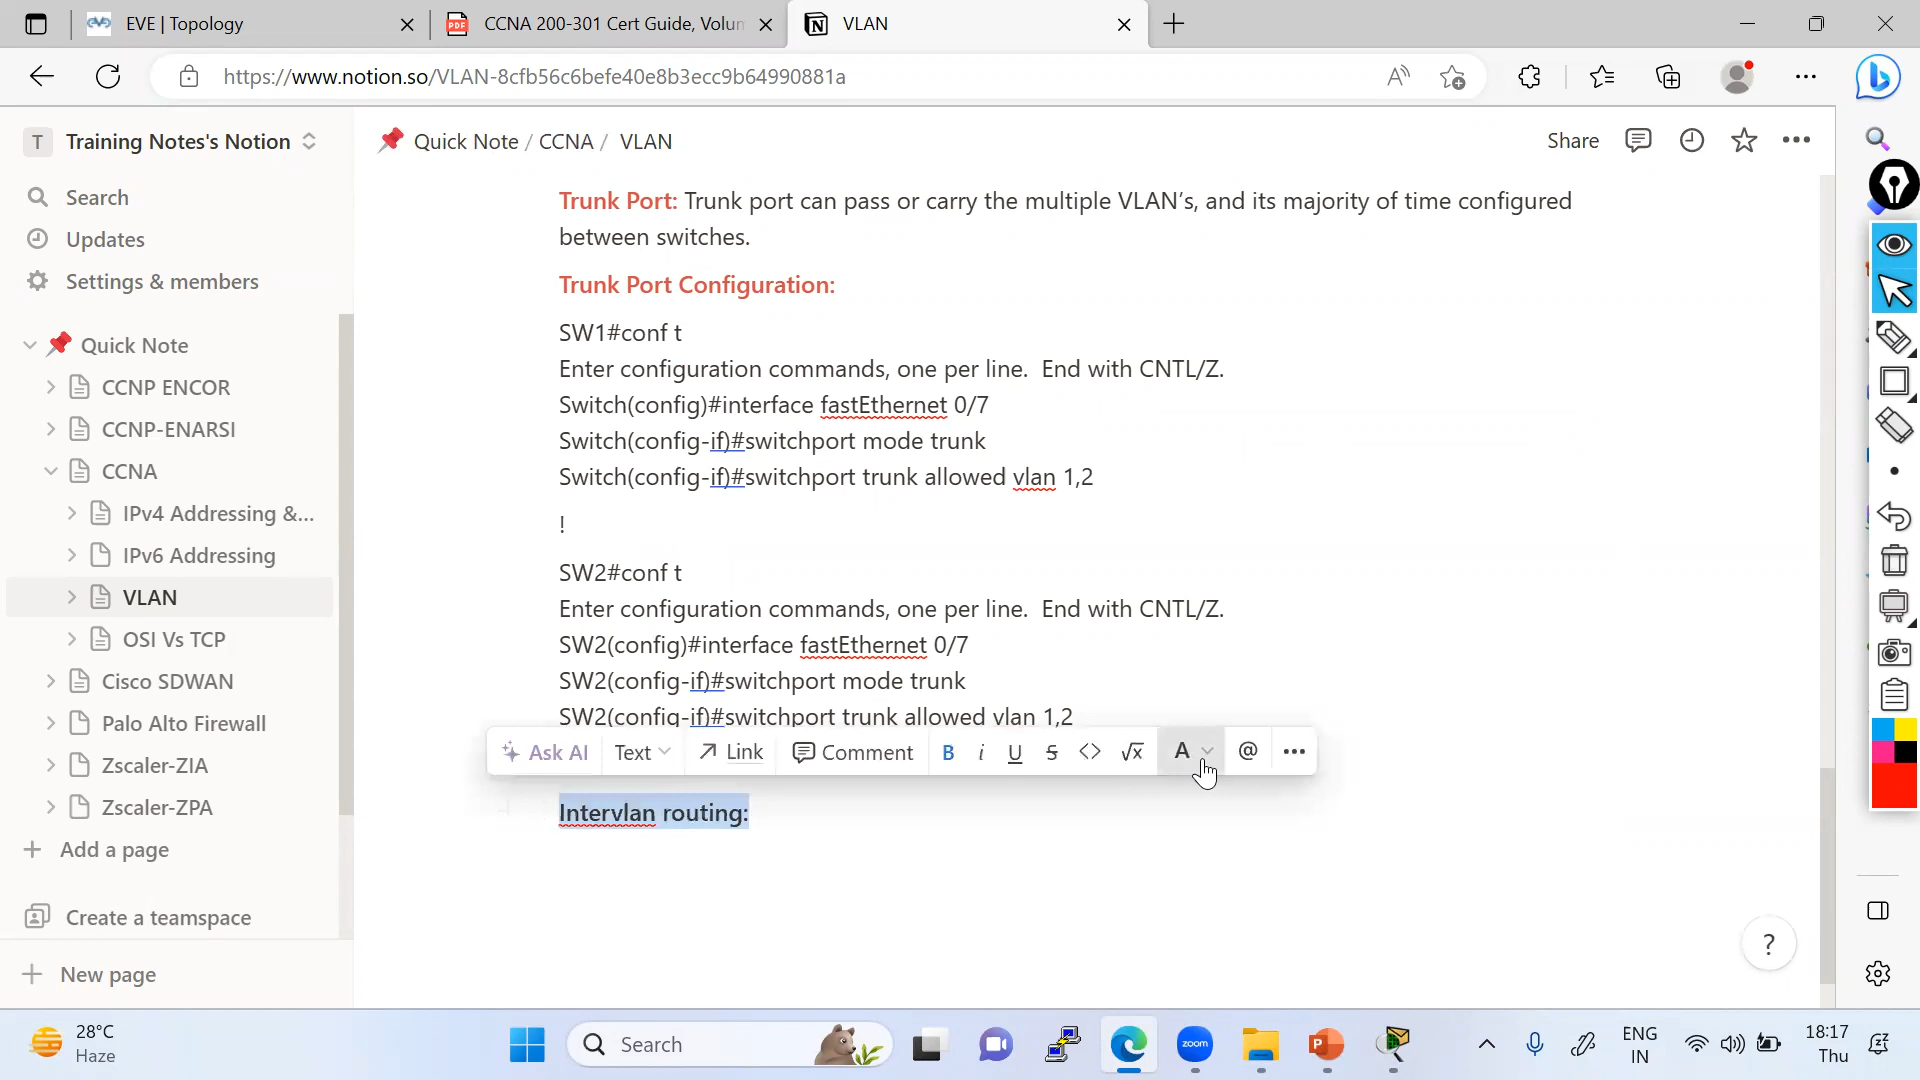 EVE | Topology
CCNA 200-301 Cert Guide, Volum
VLAN
https://www.notion.so/VLAN-8cfb56c6befe40e8b3ecc9b64990881a
T Training Notes's Notion
Quick Note / CCNA / VLAN
Share
Search
Updates
Settings & members
Quick Note
CCNP ENCOR
CCNP-ENARSI
CCNA
IPv4 Addressing &...
IPv6 Addressing
VLAN
OSI Vs TCP
Cisco SDWAN
Palo Alto Firewall
Zscaler-ZIA
Zscaler-ZPA
Add a page
Create a teamspace
New page
Trunk Port: Trunk port can pass or carry the multiple VLAN's, and its majority of time configured
between switches.
Trunk Port Configuration:
SW1#conf t
Enter configuration commands, one per line. End with CNTL/Z.
Switch(config)#interface fastEthernet 0/7
Switch(config-if)#switchport mode trunk
Switch(config-if)#switchport trunk allowed vlan 1,2
!
SW2#conf t
Enter configuration commands, one per line. End with CNTL/Z.
SW2(config)#interface fastEthernet 0/7
SW2(config-if)#switchport mode trunk
SW2(config-if)#switchport trunk allowed vlan 1,2
Ask AI Text Link Comment B i U S <> √x A @ •••
Intervlan routing:
?
28°C
Haze
Search
zoom
ENG
IN
18:17
Thu